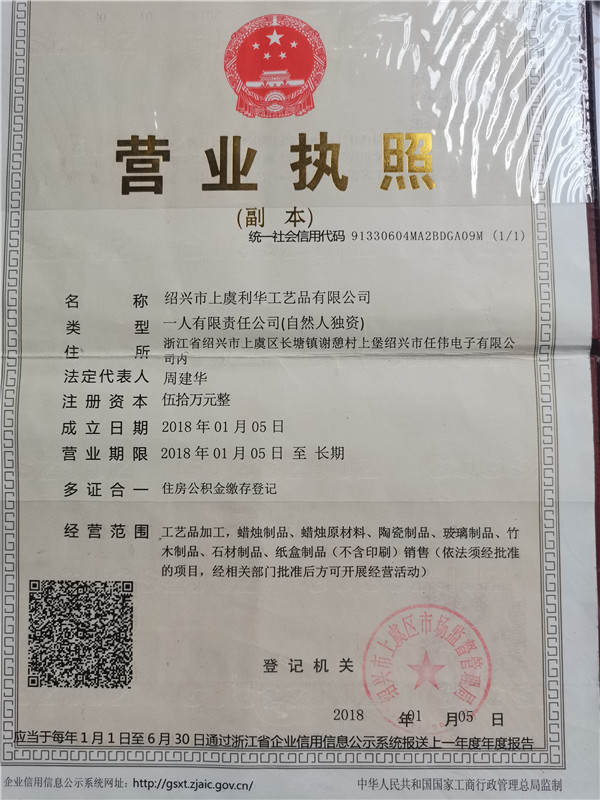 营业执照
(副 本)
统一社会信用代码 91330604MA2BDGA09M (1/1)
名 称 绍兴市上虞利华工艺品有限公司
类 型 一人有限责任公司(自然人独资)
住 所 浙江省绍兴市上虞区长塘镇谢憩村上堡绍兴市任伟电子有限公
司内
法定代表人 周建华
注册资本 伍拾万元整
成立日期 2018年01月05日
营业期限 2018年01月05日至 长期
多证合一 住房公积金缴存登记
经营范围 工艺品加工，蜡烛制品、蜡烛原材料、陶瓷制品、玻璃制品、竹
木制品、石材制品、纸盒制品（不含印刷）销售（依法须经批准
的项目，经相关部门批准后方可开展经营活动）
绍兴市上虞区市场监督管理局
登记机关
2018 年 01 月 05 日
应当于每年1月1日至6月30日通过浙江省企业信用信息公示系统报送上一年度年度报告
企业信用信息公示系统网址：http://gsxt.zjaic.gov.cn/
中华人民共和国国家工商行政管理总局监制